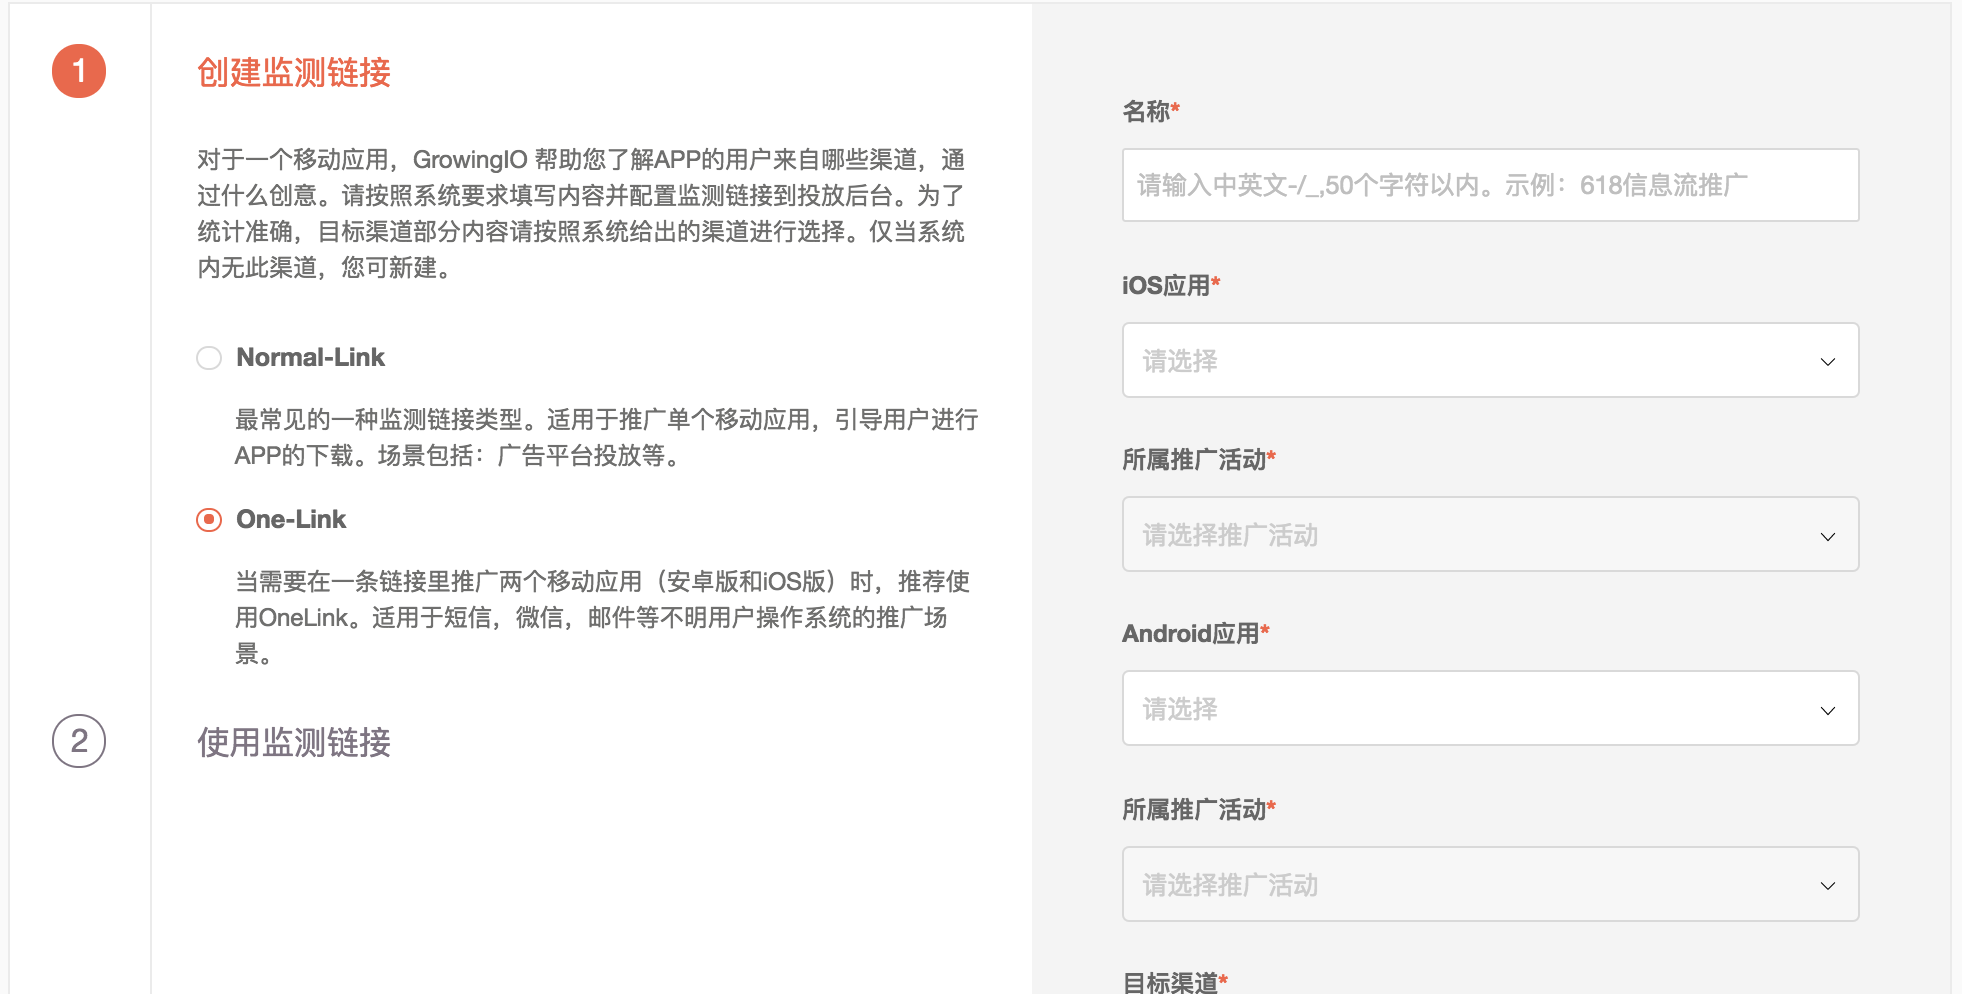 1
创建监测链接
对于一个移动应用，GrowingIO 帮助您了解APP的用户来自哪些渠道，通
过什么创意。请按照系统要求填写内容并配置监测链接到投放后台。为了
统计准确，目标渠道部分内容请按照系统给出的渠道进行选择。仅当系统
内无此渠道，您可新建。
Normal-Link
最常见的一种监测链接类型。适用于推广单个移动应用，引导用户进行
APP的下载。场景包括：广告平台投放等。
One-Link
当需要在一条链接里推广两个移动应用（安卓版和iOS版）时，推荐使
用OneLink。适用于短信，微信，邮件等不明用户操作系统的推广场
景。
2
使用监测链接
名称*
请输入中英文-/_,50个字符以内。示例：618信息流推广
iOS应用*
请选择
所属推广活动*
请选择推广活动
Android应用*
请选择
所属推广活动*
请选择推广活动
目标渠道*